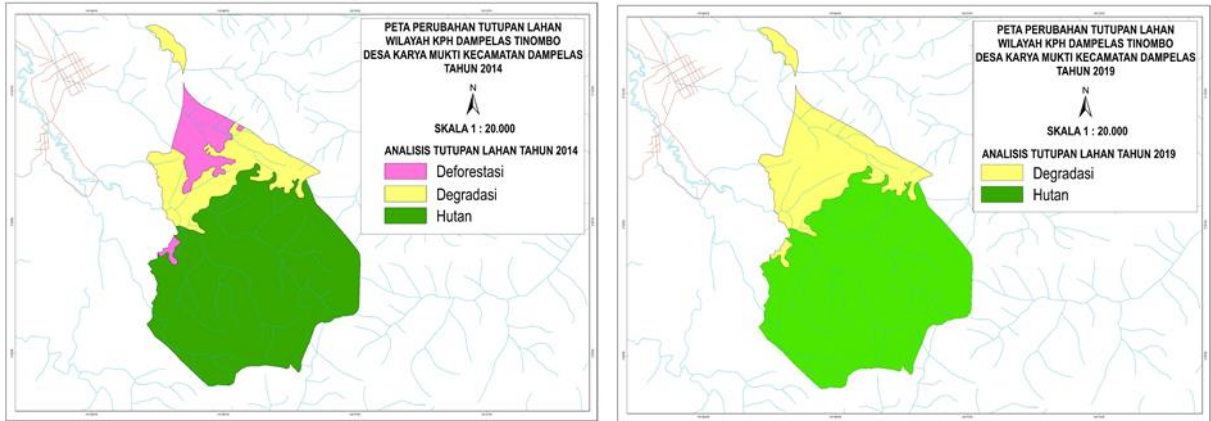 PETA PERUBAHAN TUTUPAN LAHAN
WILAYAH KPH DAMPELAS TINOMBO
DESA KARYA MUKTI KECAMATAN DAMPELAS
TAHUN 2014
N
SKALA 1 : 20.000
ANALISIS TUTUPAN LAHAN TAHUN 2014
Deforestasi
Degradasi
Hutan
PETA PERUBAHAN TUTUPAN LAHAN
WILAYAH KPH DAMPELAS TINOMBO
DESA KARYA MUKTI KECAMATAN DAMPELAS
TAHUN 2019
N
SKALA 1 : 20.000
ANALISIS TUTUPAN LAHAN TAHUN 2019
Degradasi
Hutan